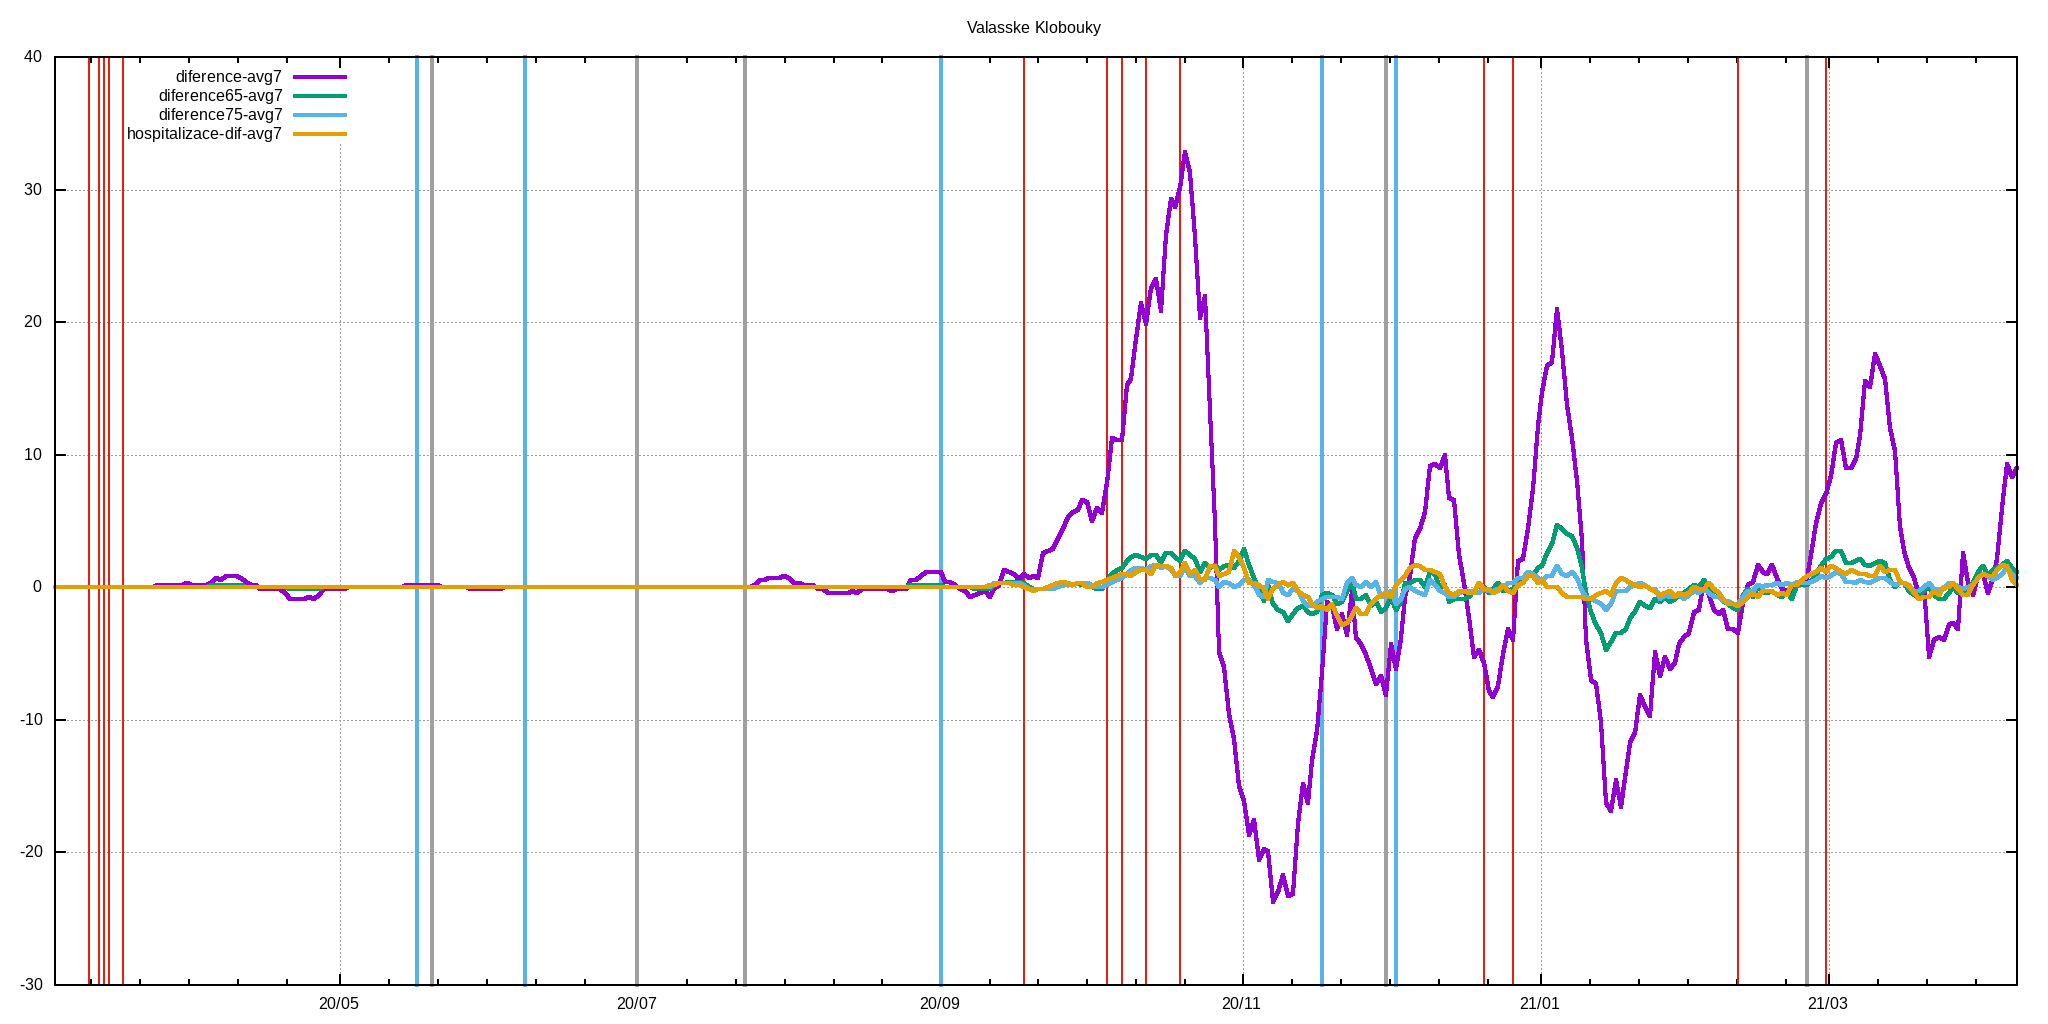 Valasske Klobouky
diference-avg7
diference65-avg7
diference75-avg7
hospitalizace-dif-avg7
40
30
20
10
0
-10
-20
-30
20/05 20/07 20/09 20/11 21/01 21/03